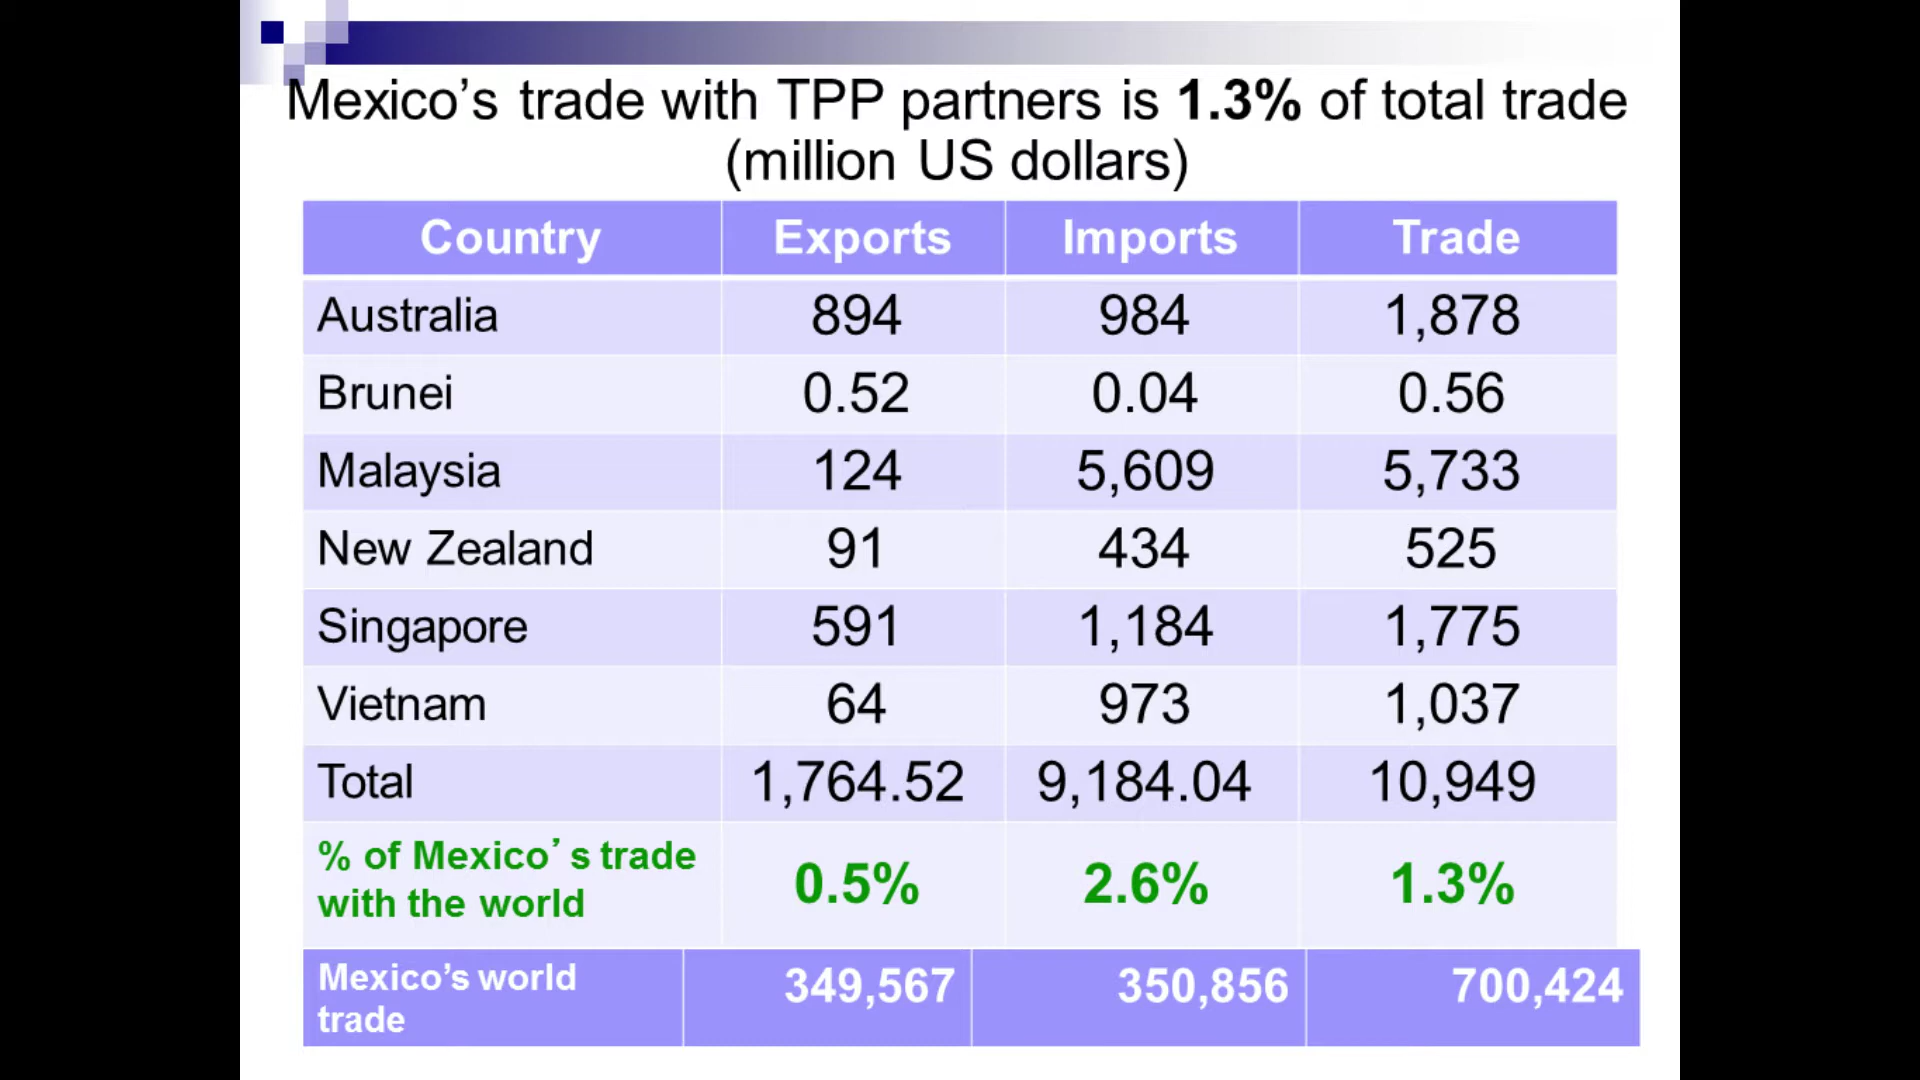 Mexico’s trade with TPP partners is 1.3% of total trade
(million US dollars)
Country Exports Imports Trade
Australia 894 984 1,878
Brunei 0.52 0.04 0.56
Malaysia 124 5,609 5,733
New Zealand 91 434 525
Singapore 591 1,184 1,775
Vietnam 64 973 1,037
Total 1,764.52 9,184.04 10,949
% of Mexico’s trade
with the world 0.5% 2.6% 1.3%
Mexico’s world
trade 349,567 350,856 700,424